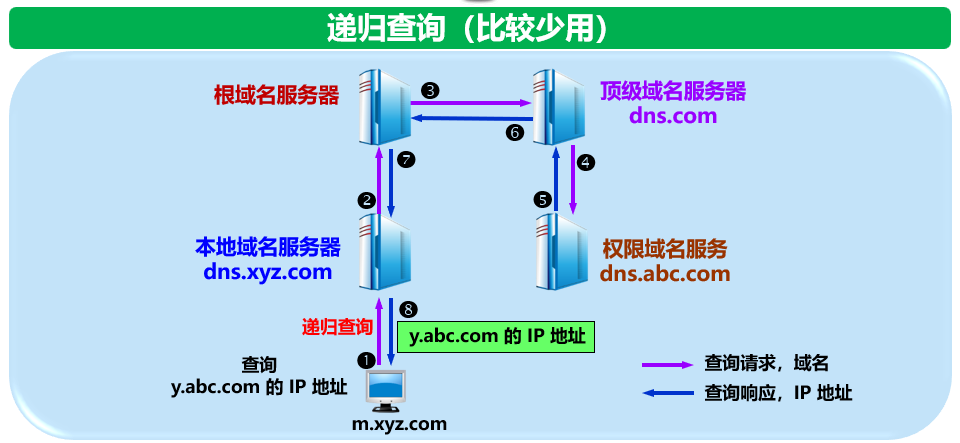 递归查询（比较少用）
根域名服务器
❸
顶级域名服务器
dns.com
❻
❼
❹
❷
❺
本地域名服务器
dns.xyz.com
权限域名服务
dns.abc.com
递归查询
❽
y.abc.com 的 IP 地址
❶
查询
y.abc.com 的 IP 地址
m.xyz.com
查询请求，域名
查询响应，IP 地址